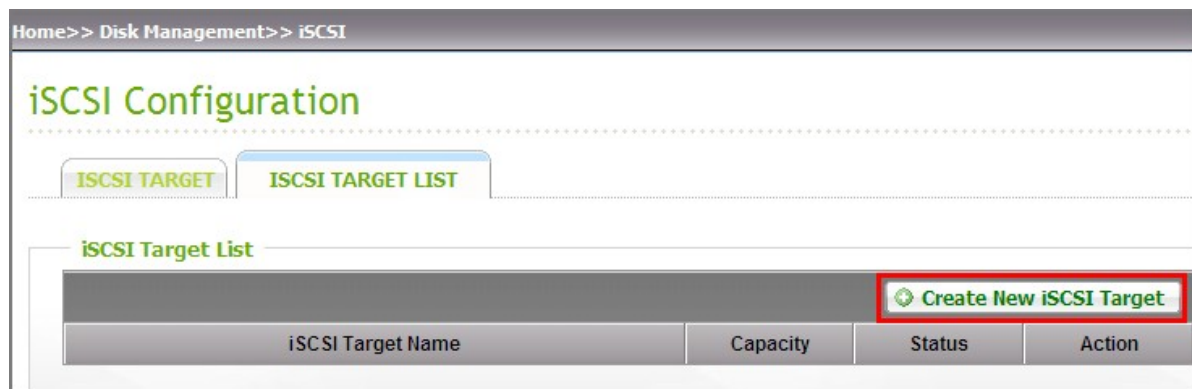 Home>> Disk Management>> iSCSI
iSCSI Configuration
ISCSI TARGET ISCSI TARGET LIST
iSCSI Target List
Create New iSCSI Target
iSCSI Target Name Capacity Status Action